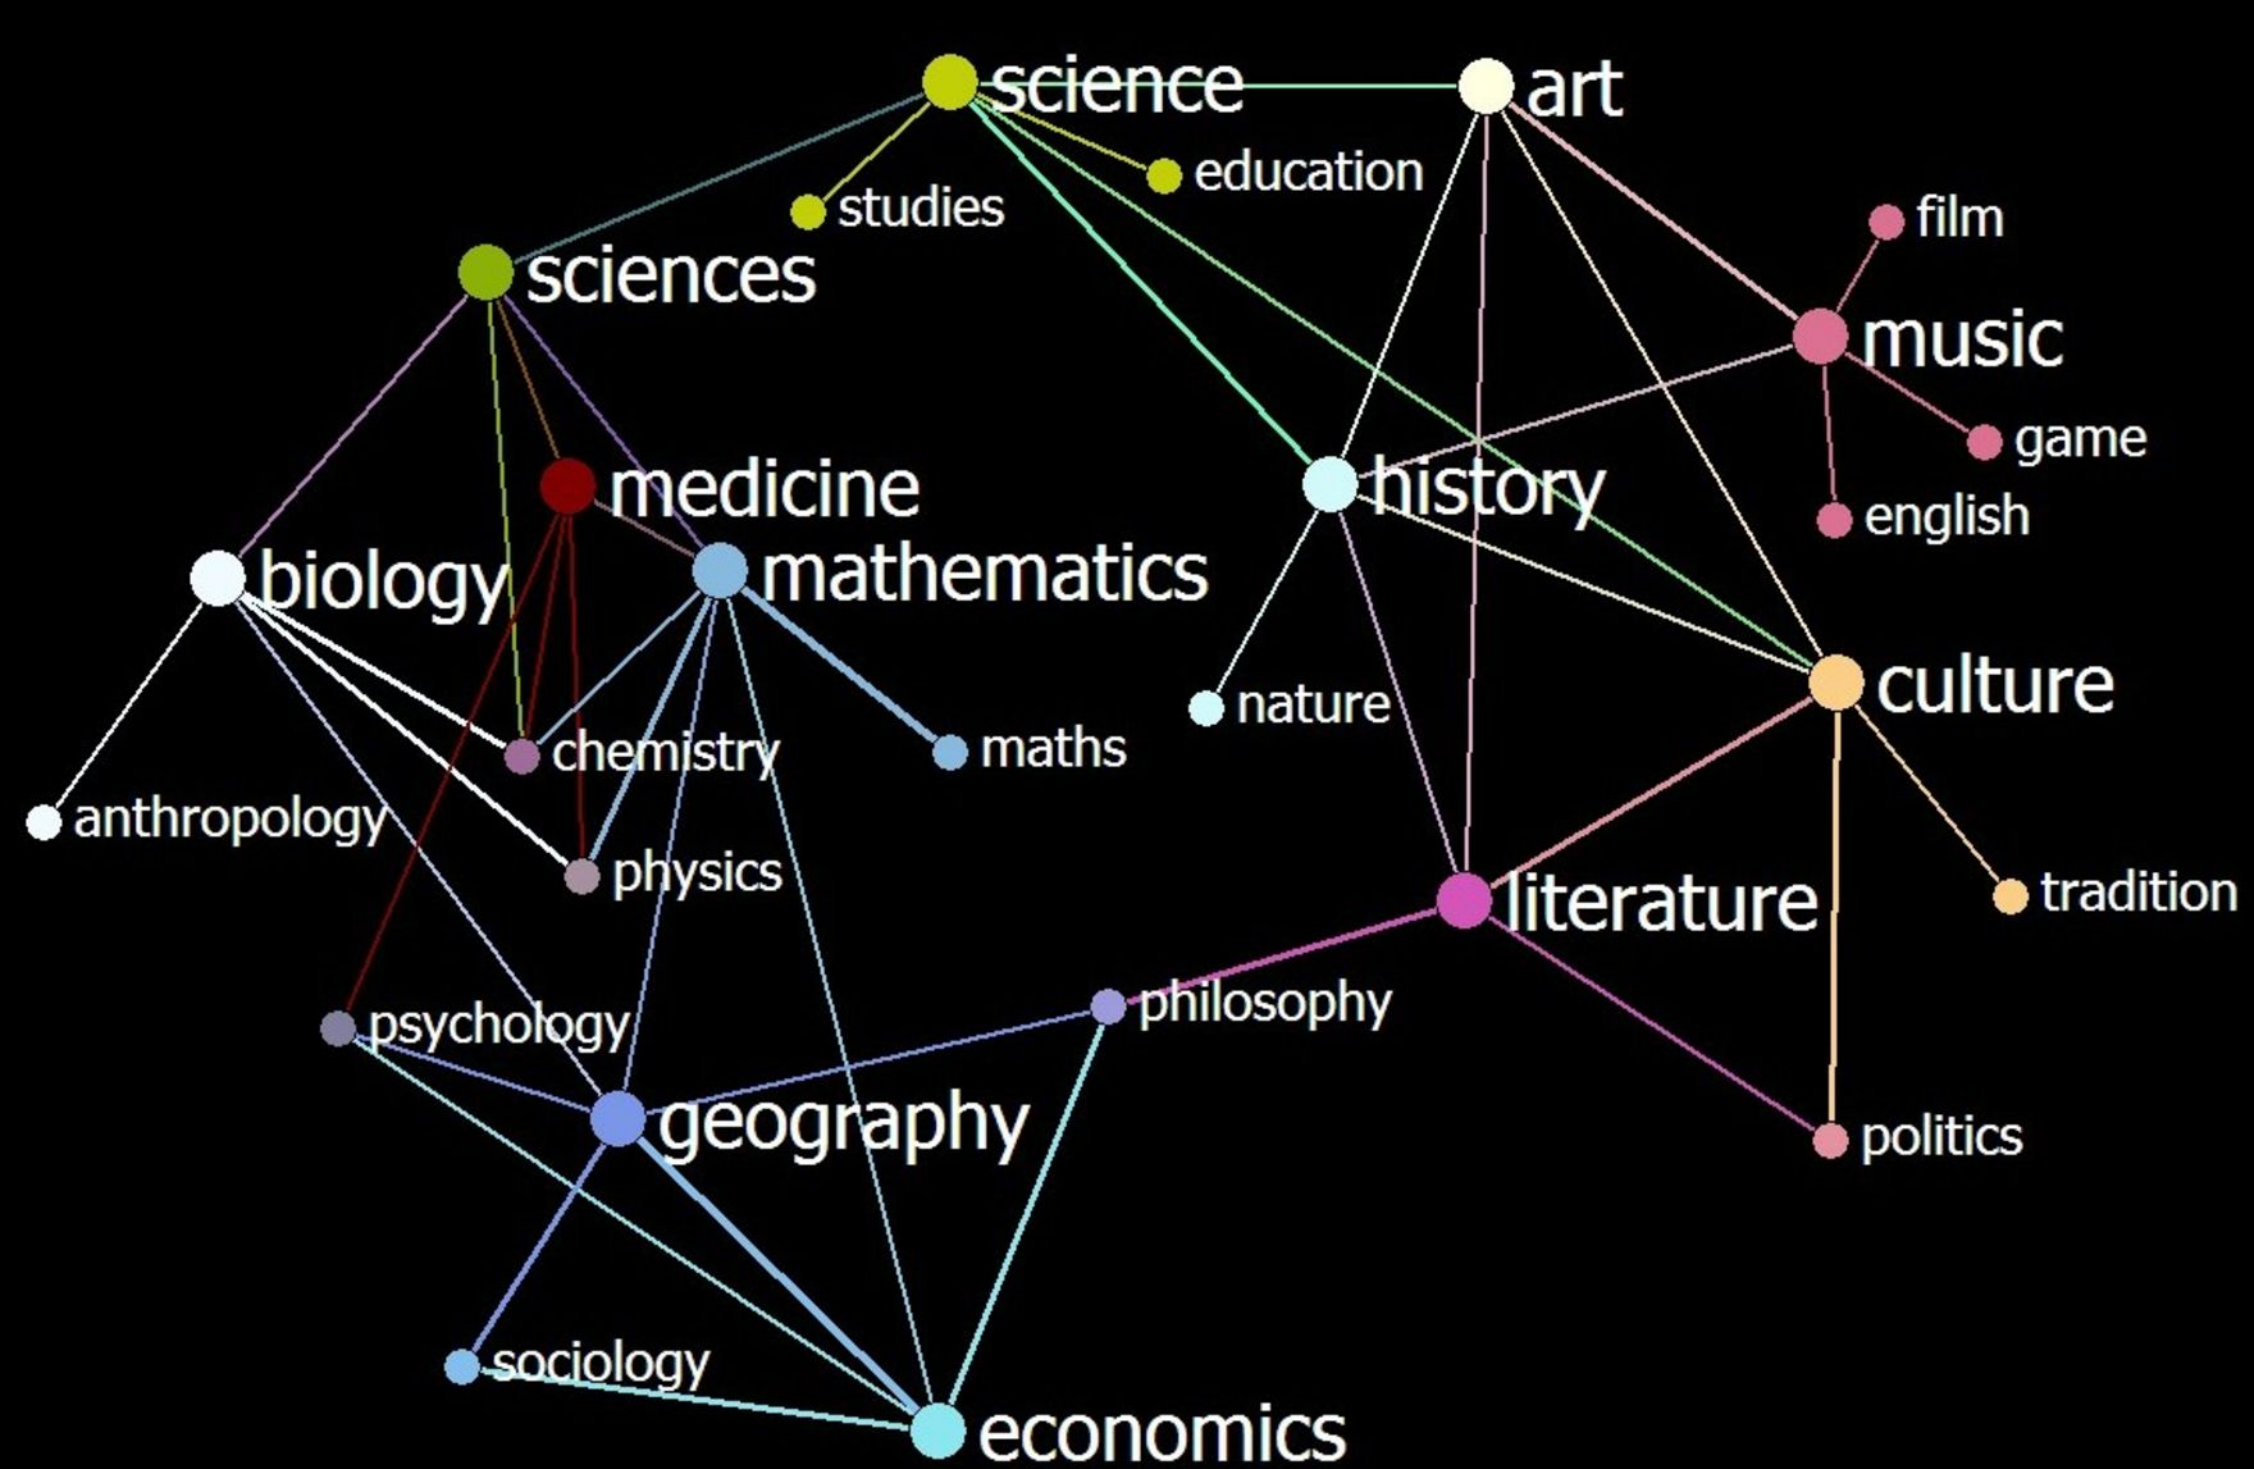 science
art
education
studies
film
sciences
music
game
medicine
history
english
biology
mathematics
culture
nature
chemistry
maths
anthropology
physics
tradition
literature
philosophy
psychology
geography
politics
sociology
economics